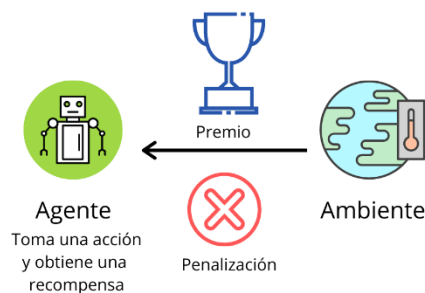 Premio
Agente
Toma una acción
y obtiene una
recompensa
Penalización
Ambiente